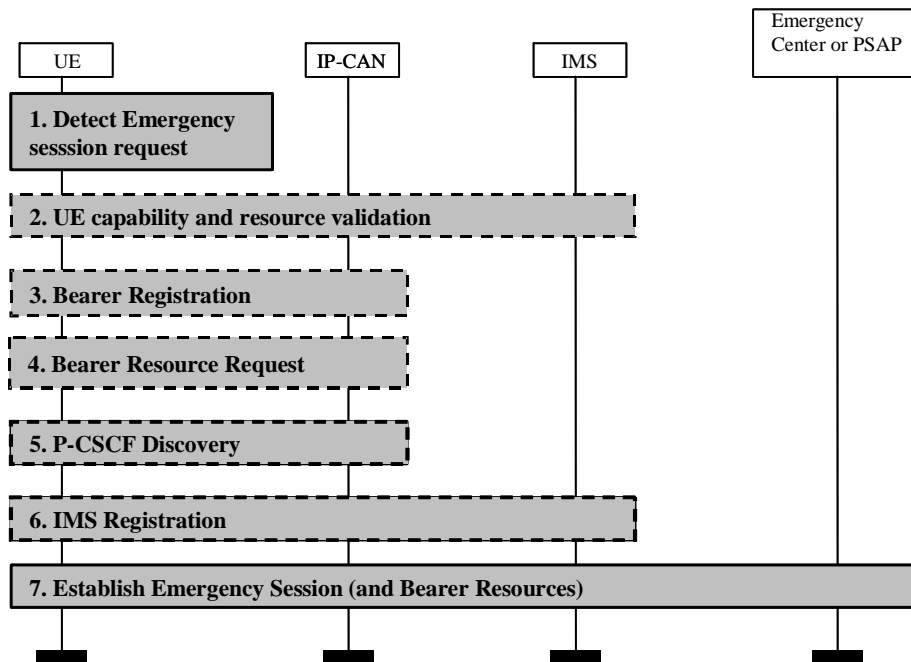 Emergency
Center or PSAP
UE
IP-CAN
IMS
1. Detect Emergency
sesssion request
2. UE capability and resource validation
3. Bearer Registration
4. Bearer Resource Request
5. P-CSCF Discovery
6. IMS Registration
7. Establish Emergency Session (and Bearer Resources)